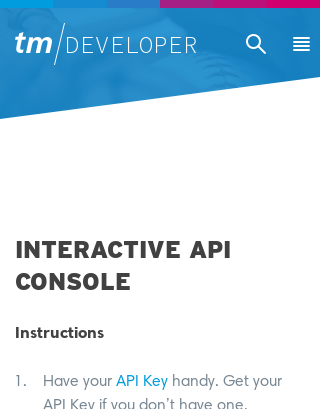 tm/DEVELOPER
INTERACTIVE API
CONSOLE
Instructions
1. Have your API Key handy. Get your
API Key if you don't have one.